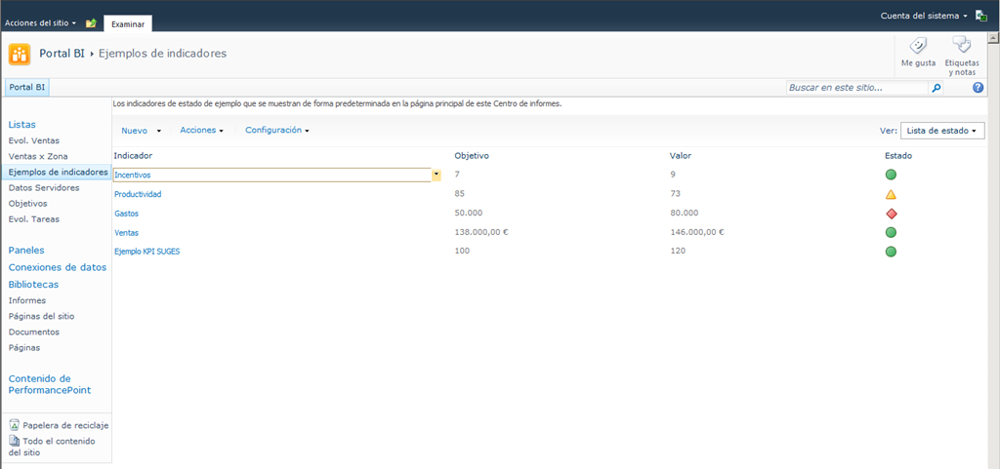 Acciones del sitio
Examinar
Cuenta del sistema
Portal BI
Ejemplos de indicadores
Me gusta
Etiquetas
y notas
Portal BI
Buscar en este sitio...
Los indicadores de estado de ejemplo que se muestran de forma predeterminada en la página principal de este Centro de informes.
Listas
Evol. Ventas
Ventas x Zona
Ejemplos de indicadores
Datos Servidores
Objetivos
Evol. Tareas
Paneles
Conexiones de datos
Bibliotecas
Informes
Páginas del sitio
Documentos
Páginas
Contenido de
PerformancePoint
Papelera de reciclaje
Todo el contenido
del sitio
Nuevo Acciones Configuración Ver: Lista de estado
Indicador Objetivo Valor Estado
Incentivos 7 9
Productividad 85 73
Gastos 50.000 80.000
Ventas 138.000,00 € 146.000,00 €
Ejemplo KPI SUGES 100 120